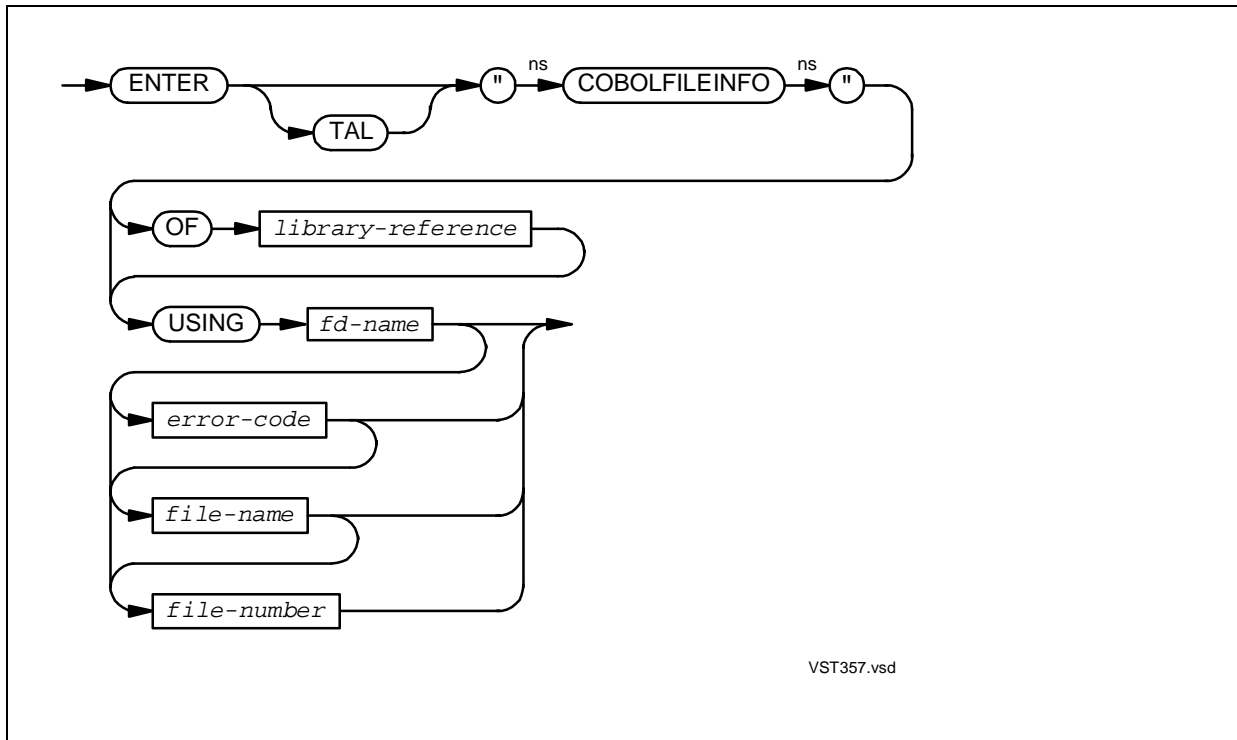 ENTER " ns COBOLFILEINFO ns "
TAL
OF library-reference
USING fd-name
error-code
file-name
file-number
VST357.vsd